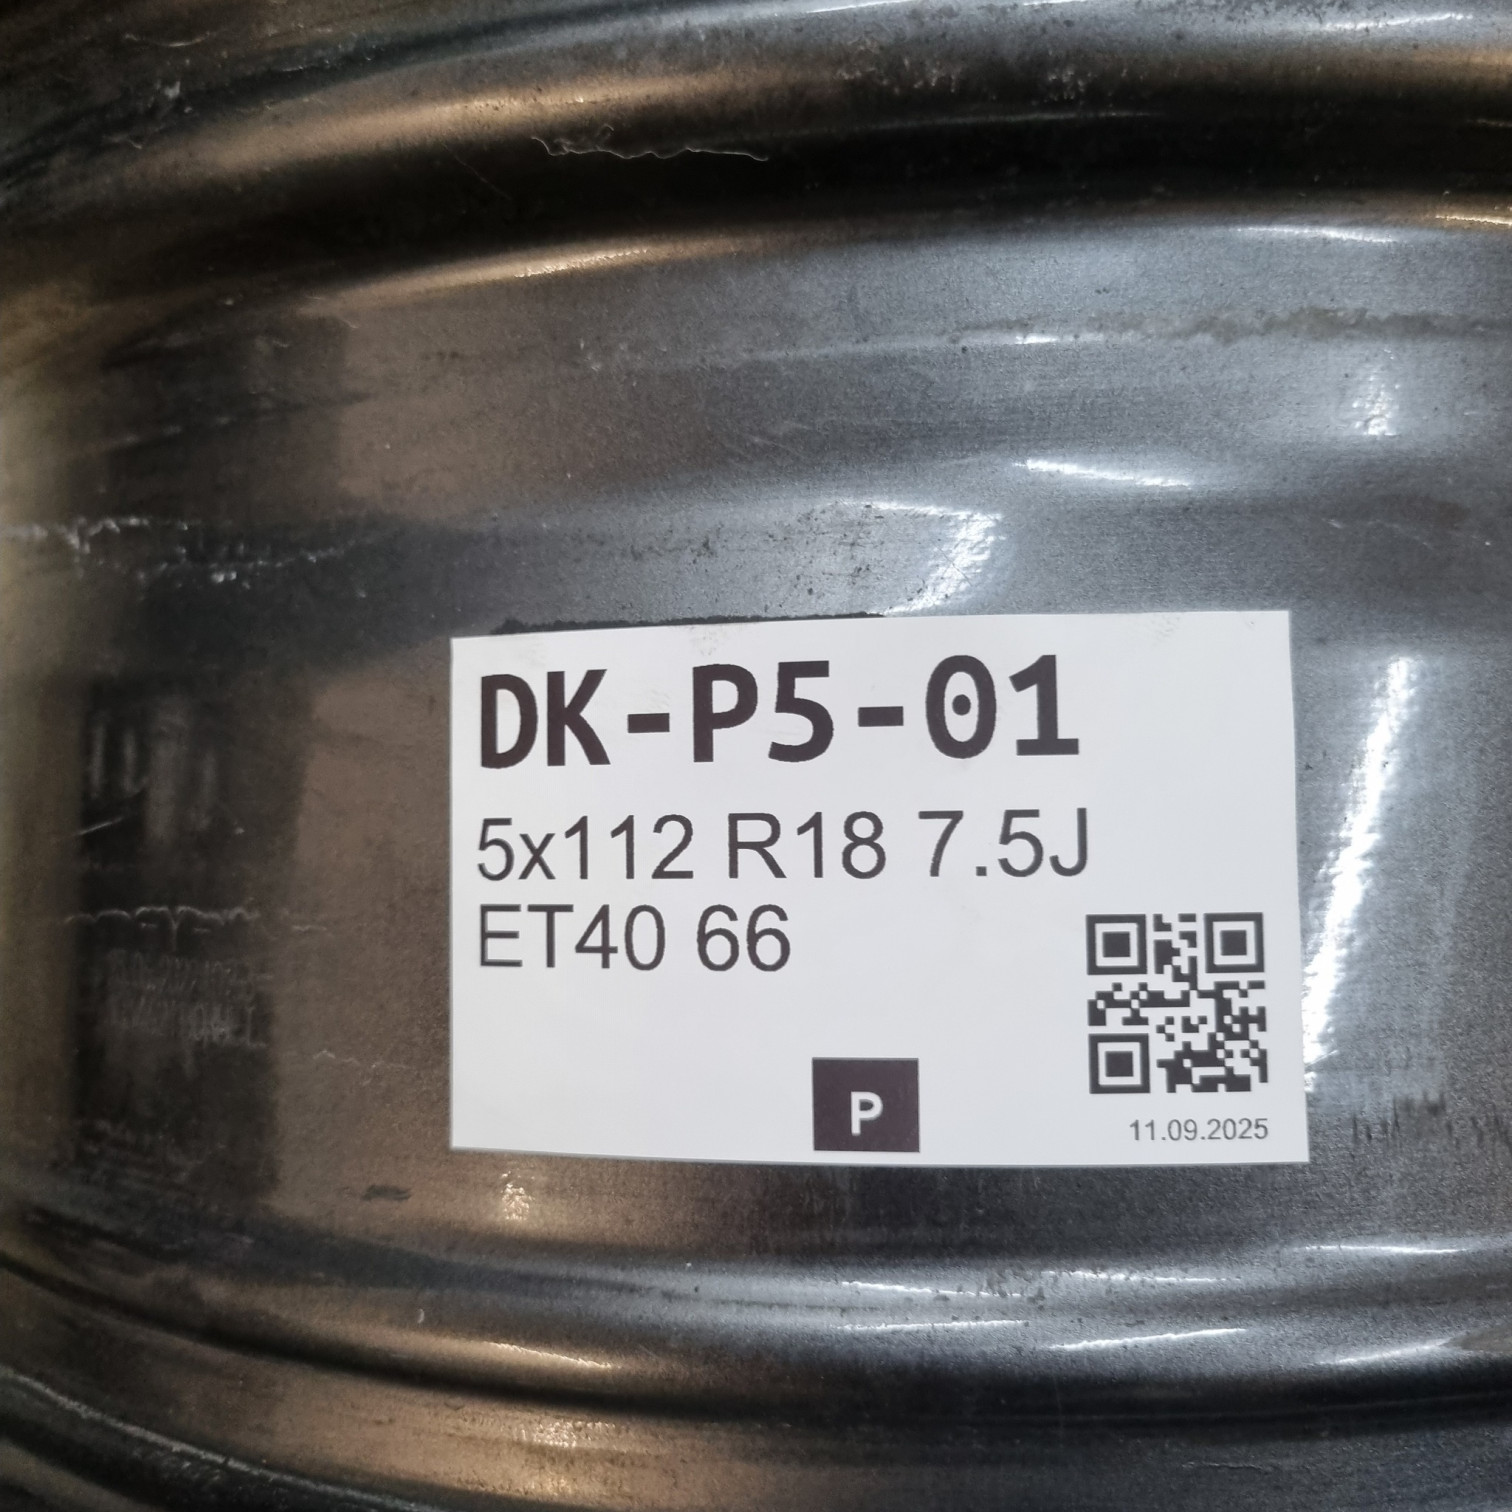 DK-P5-01
5x112 R18 7.5J
ET40 66
P
11.09.2025